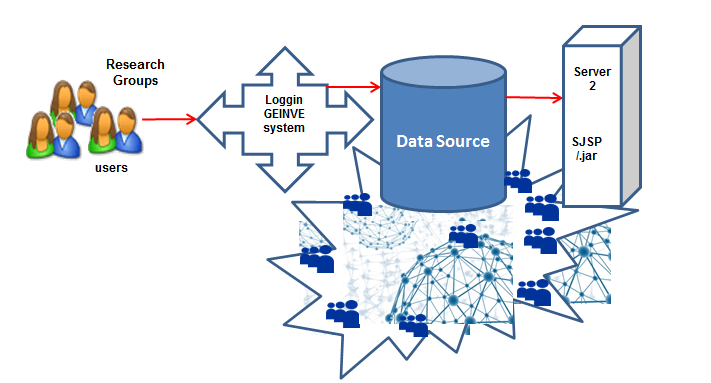 Research
Groups
users
Loggin
GEINVE
system
Data Source
Server
2
SJSP
/.jar